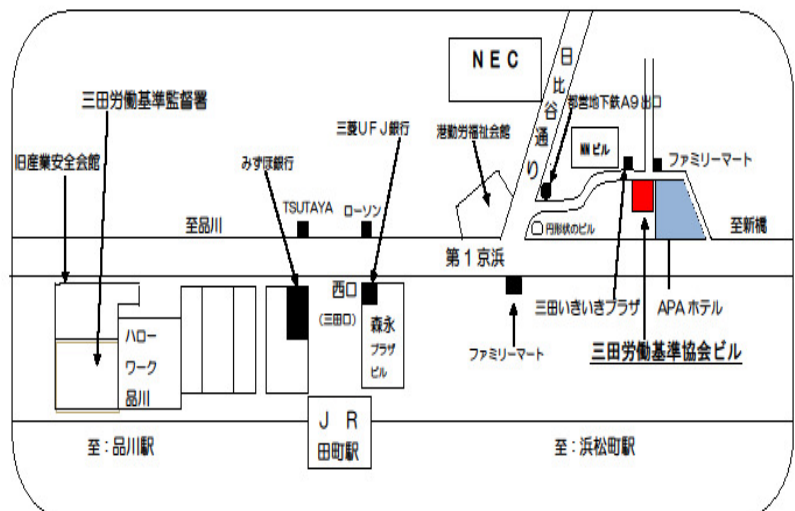 ＮＥＣ
日比谷通り
三田労働基準監督署
都営地下鉄Ａ９出口
三菱ＵＦＪ銀行
港勤労福祉会館
NNビル
ファミリーマート
旧産業安全会館
みずほ銀行
TSUTAYA
ローソン
至：品川
円形状のビル
至：新橋
第１京浜
西口
（三田口）
三田いきいきプラザ
APAホテル
森永
プラザ
ビル
ファミリーマート
三田労働基準協会ビル
ハロー
ワーク
品川
ＪＲ
田町駅
至：品川駅
至：浜松町駅